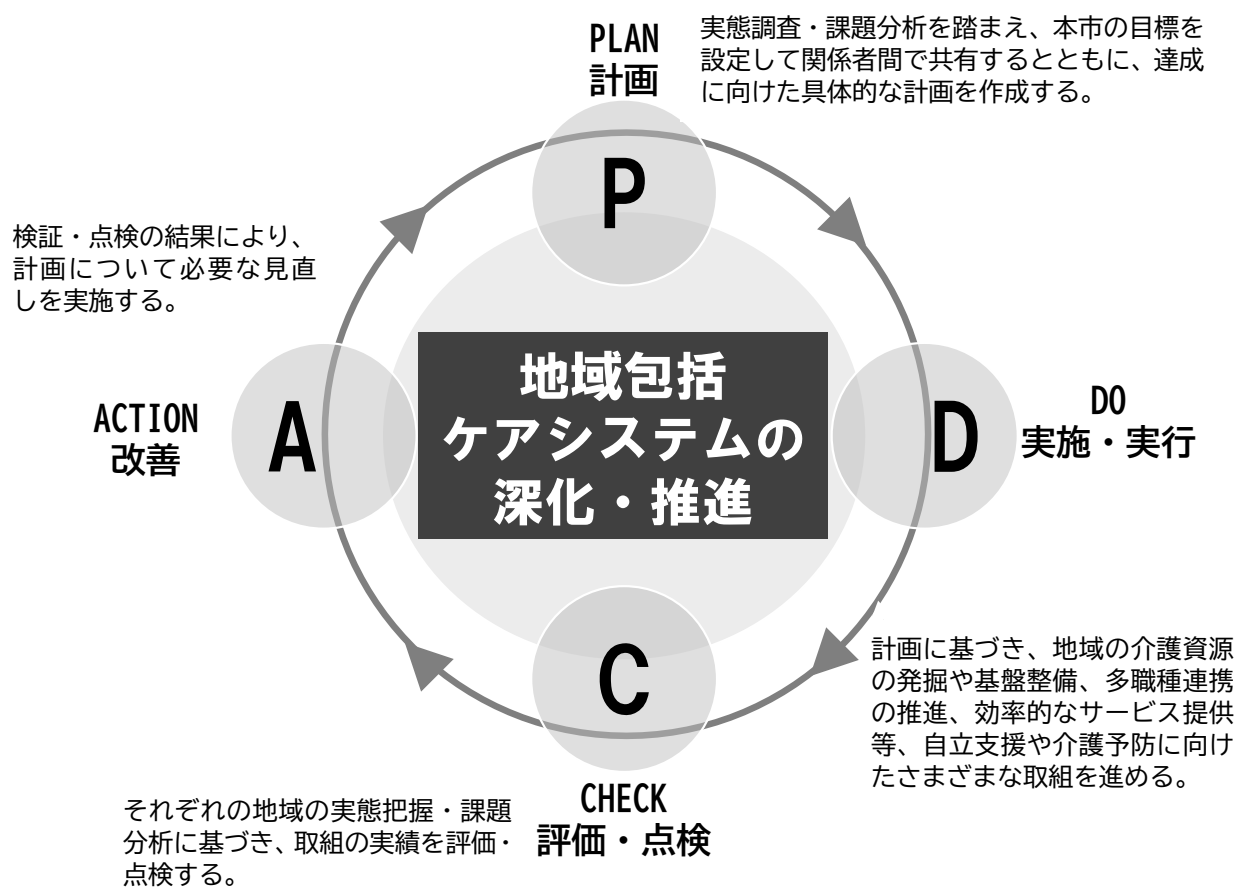 PLAN
計画
実態調査・課題分析を踏まえ、本市の目標を
設定して関係者間で共有するとともに、達成
に向けた具体的な計画を作成する。
P
検証・点検の結果により、
計画について必要な見直
しを実施する。
地域包括
ケアシステムの
深化・推進
ACTION
改善
A
D
DO
実施・実行
計画に基づき、地域の介護資源
の発掘や基盤整備、多職種連携
の推進、効率的なサービス提供
等、自立支援や介護予防に向け
たさまざまな取組を進める。
C
CHECK
評価・点検
それぞれの地域の実態把握・課題
分析に基づき、取組の実績を評価・
点検する。